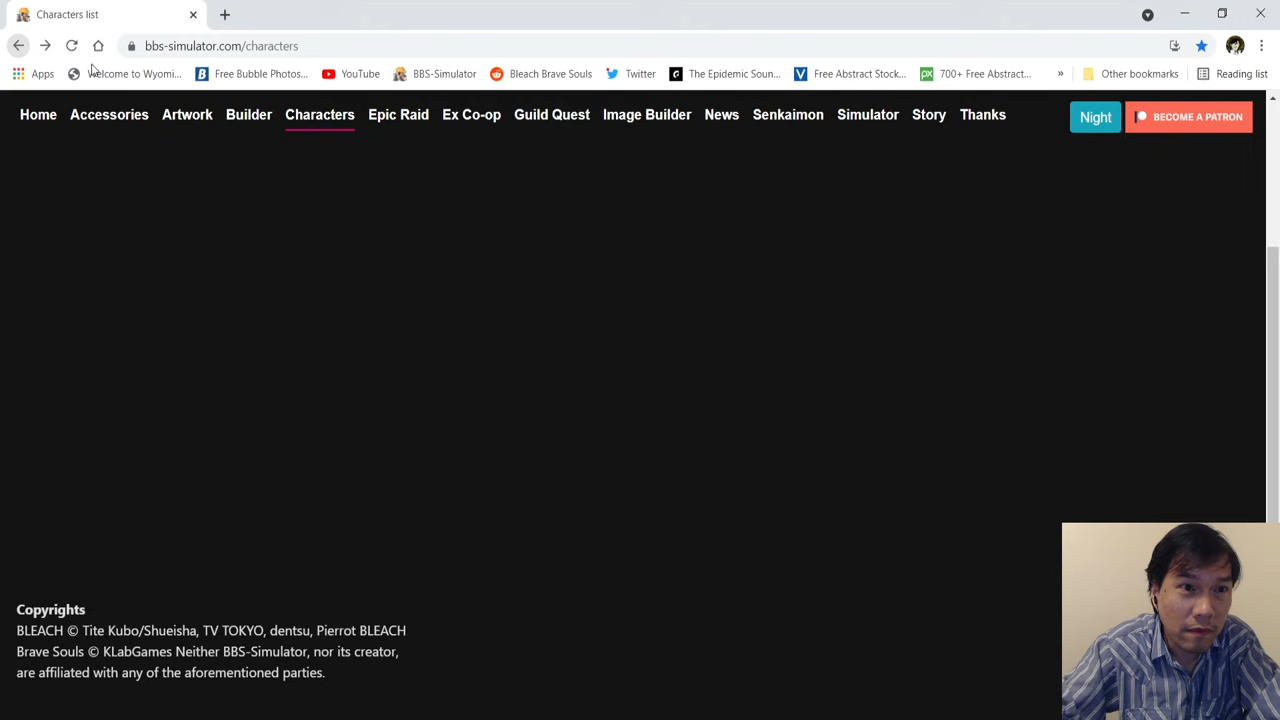 Characters list
bbs-simulator.com/characters
Apps
Welcome to Wyomi...
Free Bubble Photos...
YouTube
BBS-Simulator
Bleach Brave Souls
Twitter
The Epidemic Soun...
Free Abstract Stock...
700+ Free Abstract...
»
Other bookmarks
Reading list
Home Accessories Artwork Builder Characters Epic Raid Ex Co-op Guild Quest Image Builder News Senkaimon Simulator Story Thanks
Night
BECOME A PATRON
Copyrights
BLEACH © Tite Kubo/Shueisha, TV TOKYO, dentsu, Pierrot BLEACH
Brave Souls © KLabGames Neither BBS-Simulator, nor its creator,
are affiliated with any of the aforementioned parties.